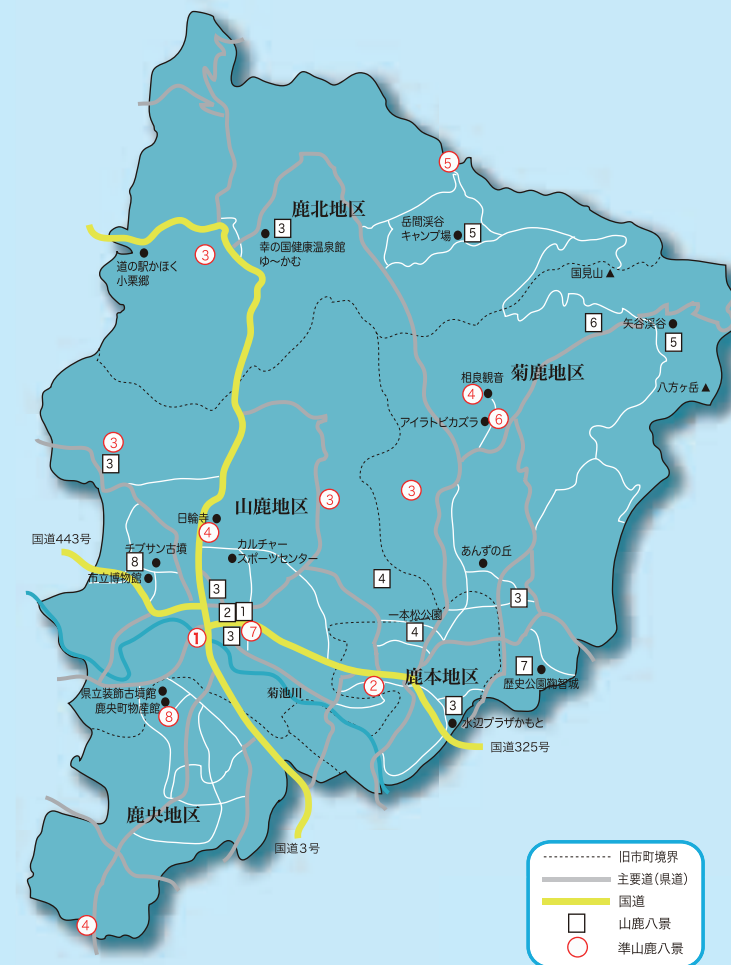 5
鹿北地区
3
幸の国健康温泉館
ゆ〜かむ
岳間渓谷
キャンプ場
5
道の駅かほく
小栗郷
3
国見山▲
6
矢谷渓谷
5
八方ヶ岳▲
菊鹿地区
相良観音
4
アイラトビカズラ
6
3
3
3
3
山鹿地区
日輪寺
4
国道443号
チブサン古墳
8
市立博物館
カルチャー
スポーツセンター
あんずの丘
4
3
3
2
1
一本松公園
4
1
3
7
7
歴史公園鞠智城
鹿本地区
2
菊池川
3
水辺プラザかもと
県立装飾古墳館
鹿央町物産館
8
国道325号
鹿央地区
国道3号
4
旧市町境界
主要道(県道)
国道
山鹿八景
準山鹿八景